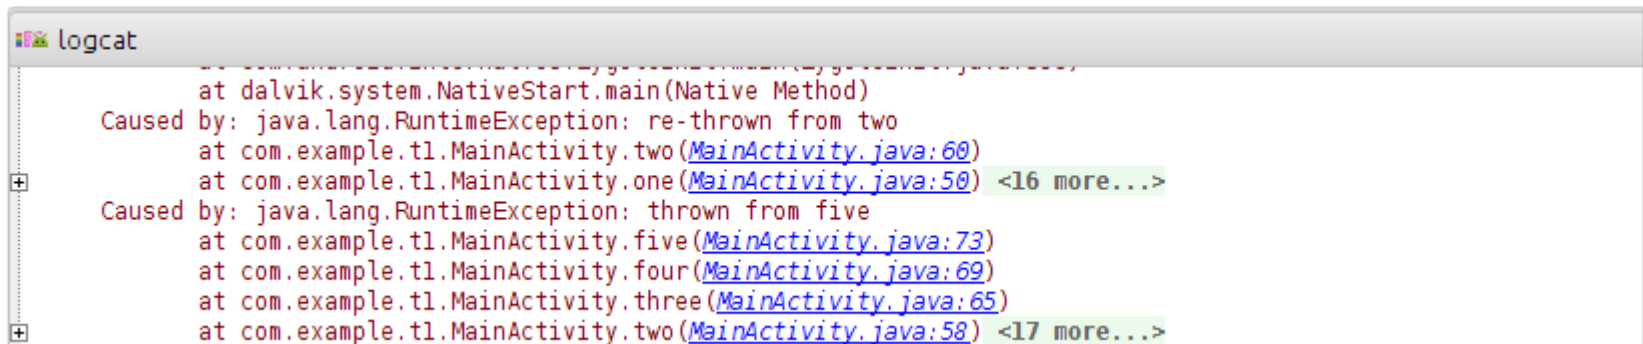 logcat
at dalvik.system.NativeStart.main(Native Method)
Caused by: java.lang.RuntimeException: re-thrown from two
at com.example.t1.MainActivity.two(MainActivity.java:60)
at com.example.t1.MainActivity.one(MainActivity.java:50) <16 more...>
Caused by: java.lang.RuntimeException: thrown from five
at com.example.t1.MainActivity.five(MainActivity.java:73)
at com.example.t1.MainActivity.four(MainActivity.java:69)
at com.example.t1.MainActivity.three(MainActivity.java:65)
at com.example.t1.MainActivity.two(MainActivity.java:58) <17 more...>